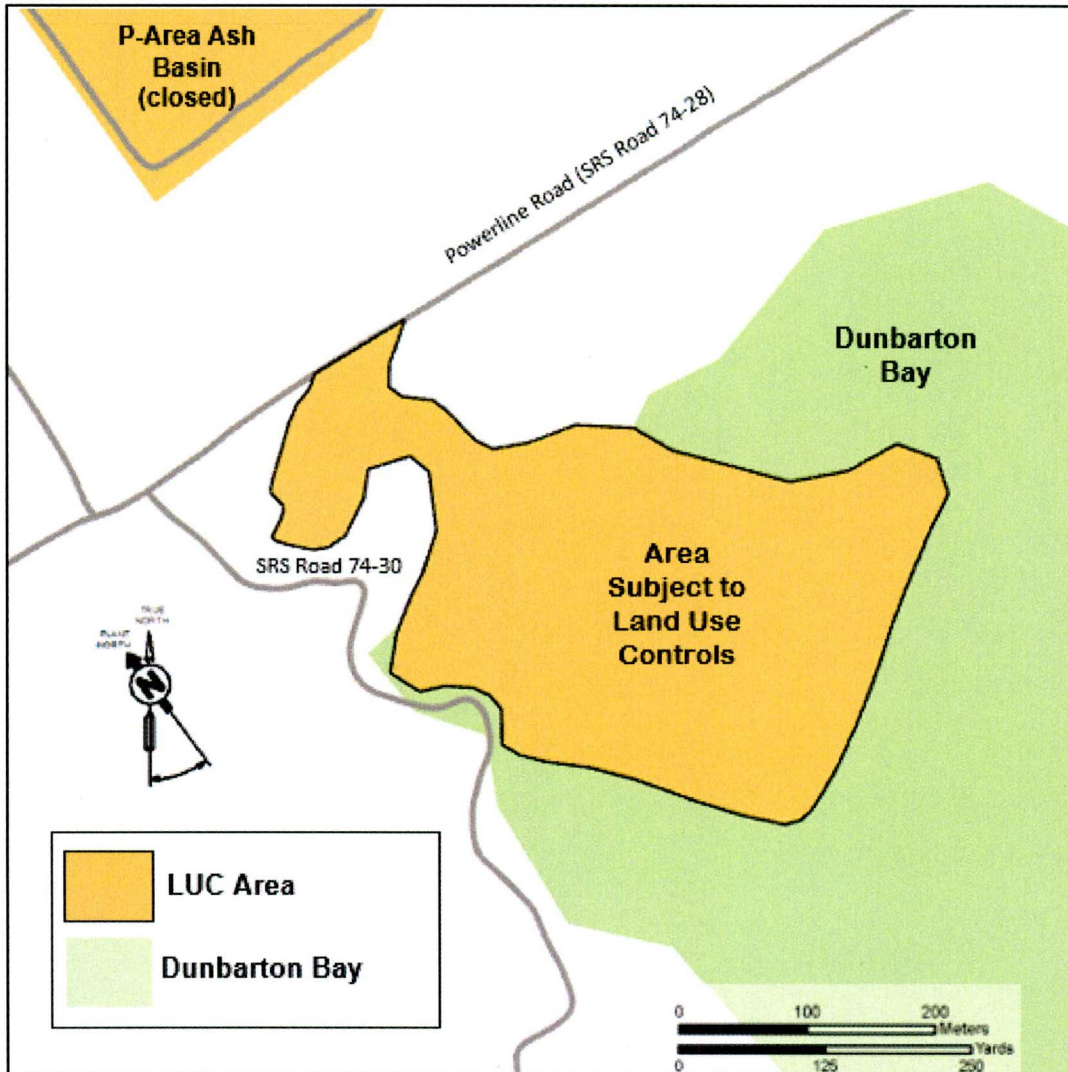 P-Area Ash
Basin
(closed)
Powerline Road (SRS Road 74-28)
Dunbarton
Bay
SRS Road 74-30
Area
Subject to
Land Use
Controls
TRUE
NORTH
PLANT
NORTH
N
LUC Area
Dunbarton Bay
0 100 200
Meters
Yards
0 125 250